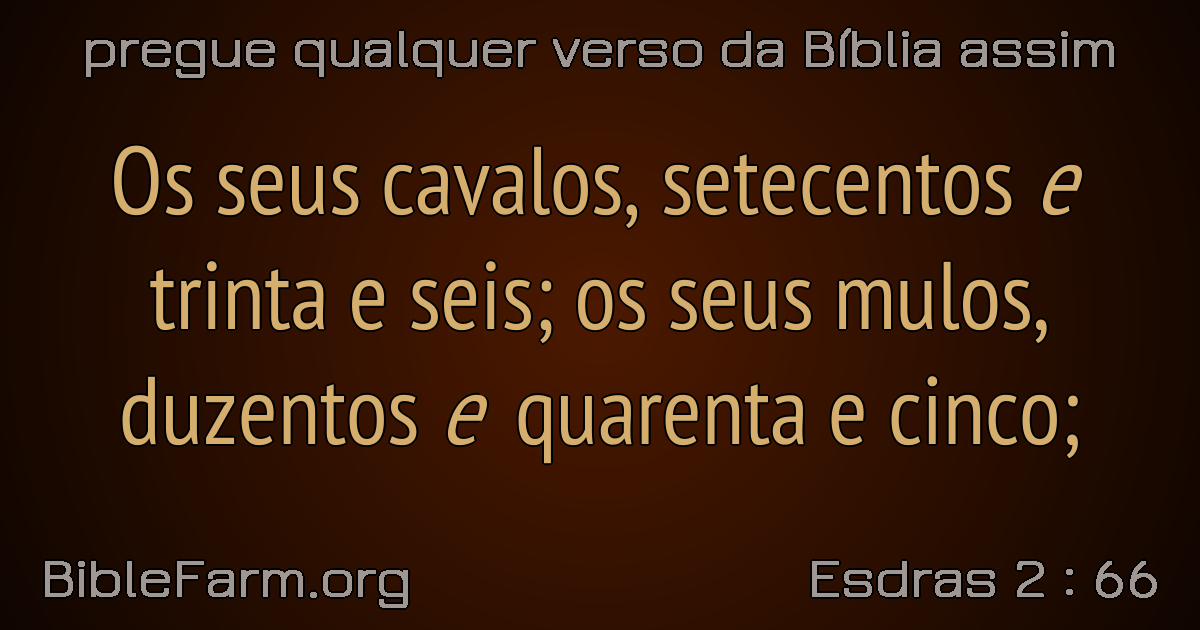 pregue qualquer verso da Bíblia assim
Os seus cavalos, setecentos e
trinta e seis; os seus mulos,
duzentos e quarenta e cinco;
BibleFarm.org
Esdras 2 : 66